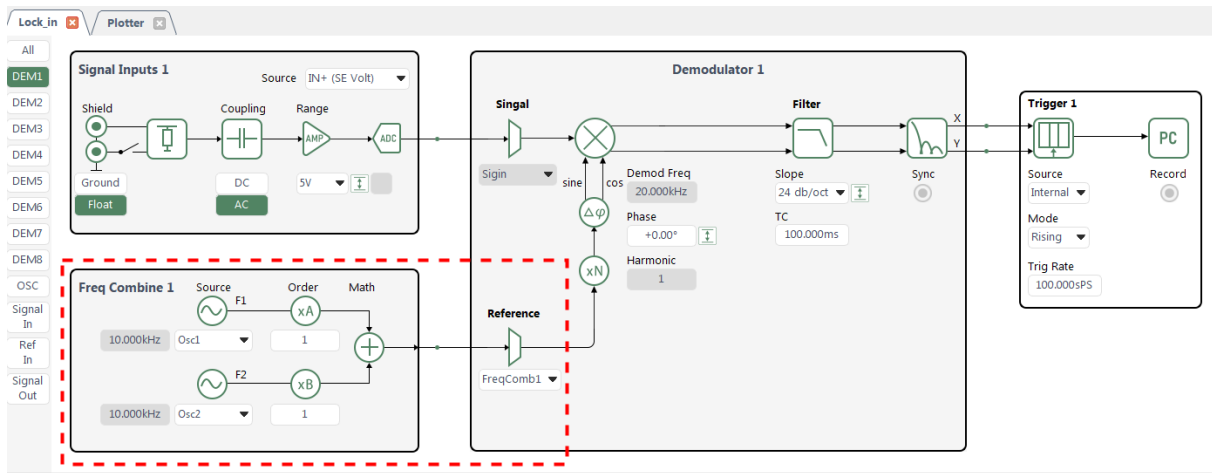 Lock_in
Plotter
All
DEM1
DEM2
DEM3
DEM4
DEM5
DEM6
DEM7
DEM8
OSC
Signal
In
Ref
In
Signal
Out
Signal Inputs 1
Source IN+ (SE Volt)
Shield
Coupling
Range
AMP
ADC
Ground
Float
DC
AC
5V
Freq Combine 1
Source
Order
Math
F1
xA
10.000kHz
Osc1
1
F2
xB
10.000kHz
Osc2
1
Demodulator 1
Singal
Sigin
sine
cos
Δφ
xN
Reference
FreqComb1
Demod Freq
20.000kHz
Phase
+0.00°
Harmonic
1
Filter
Slope
24 db/oct
TC
100.000ms
Sync
X
Y
Trigger 1
PC
Source
Internal
Record
Mode
Rising
Trig Rate
100.000sPS